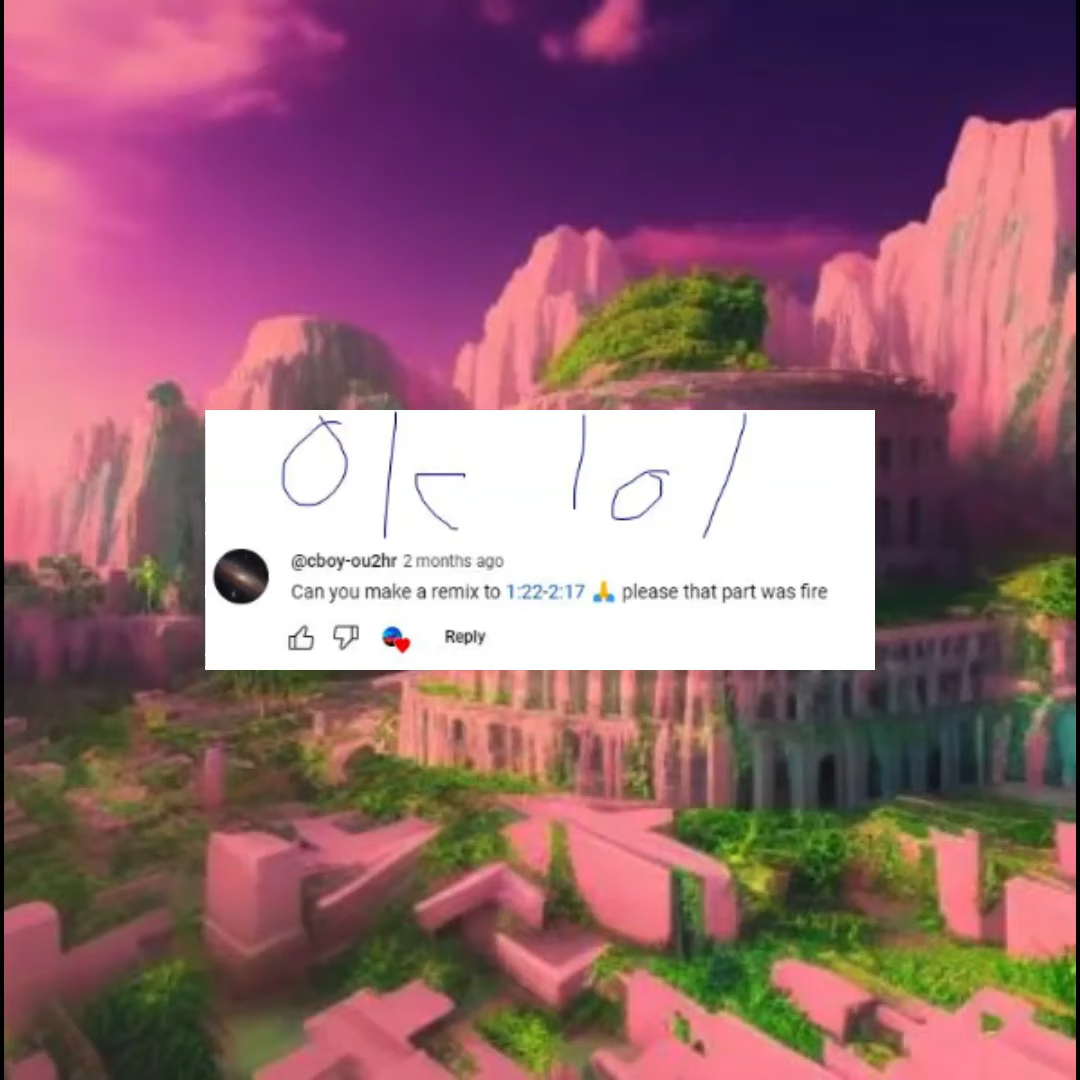 Ok lol
@cboy-ou2hr 2 months ago
Can you make a remix to 1:22-2:17 🙏 please that part was fire
Reply